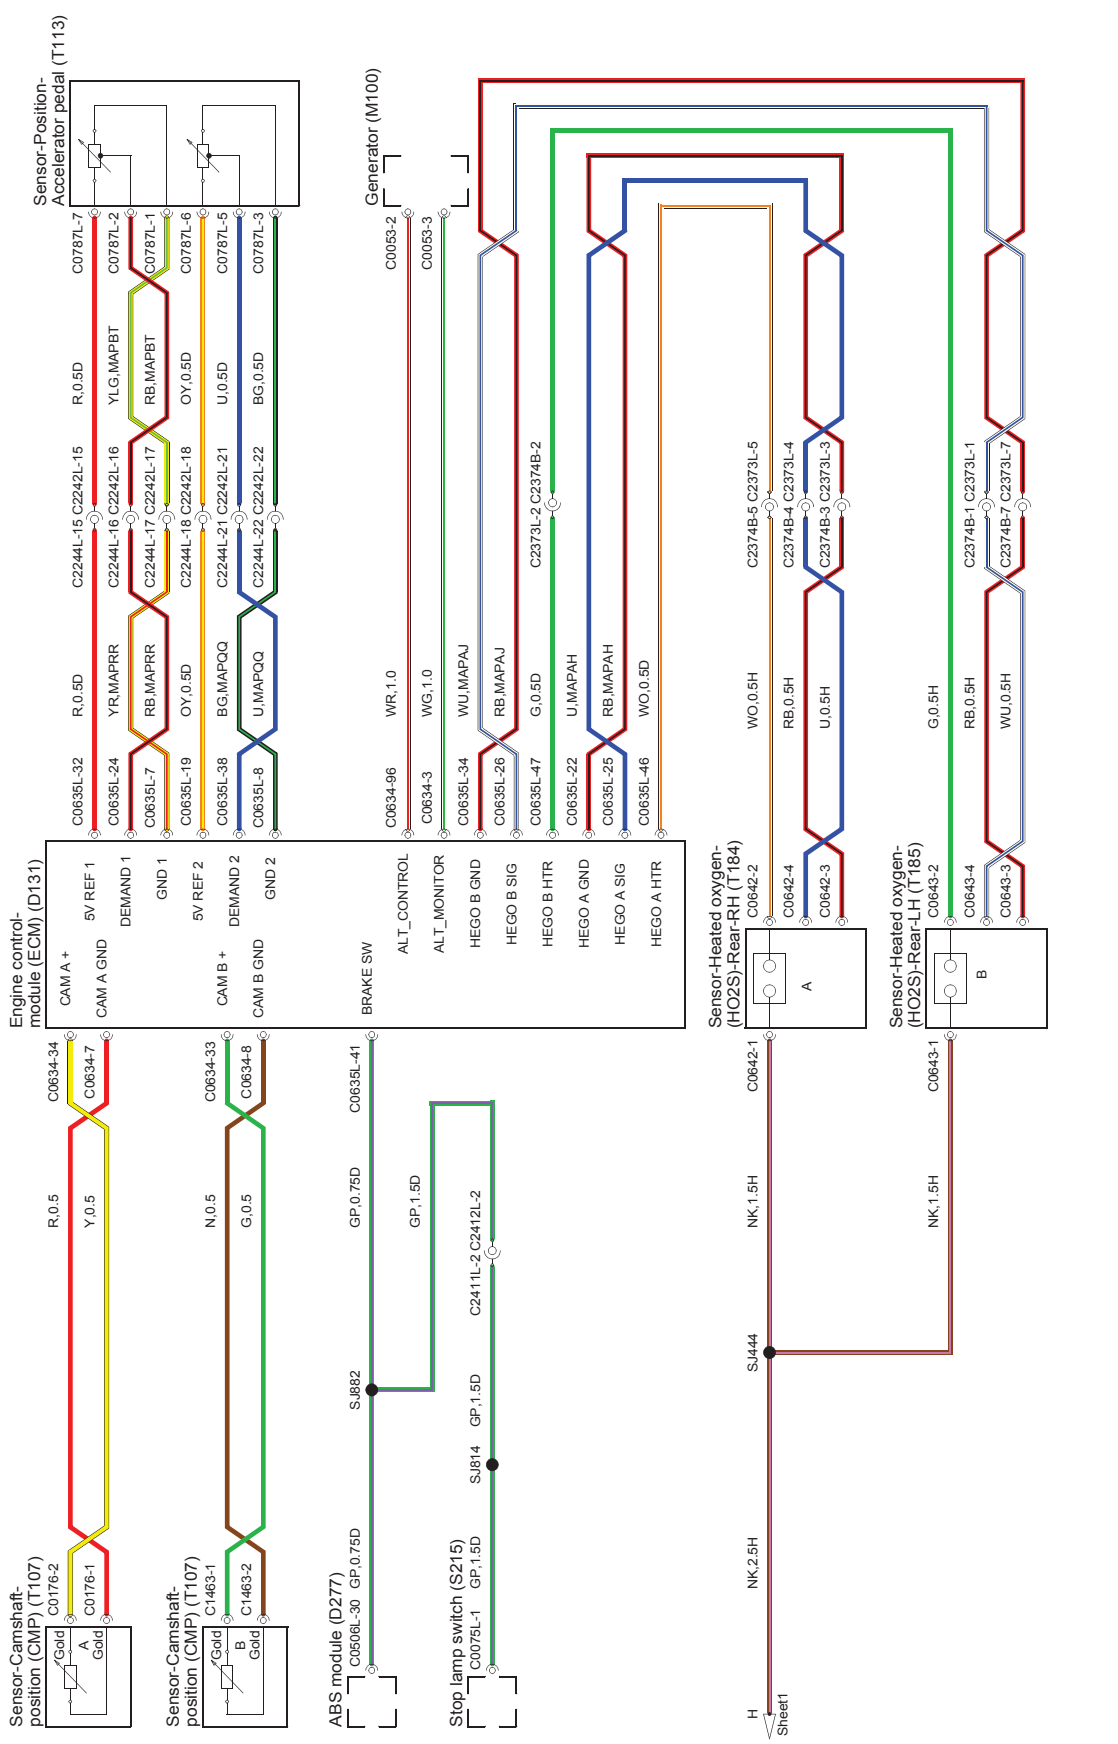 Sensor-Position-
Accelerator pedal (T113)
C0787L-7
C0787L-2
C0787L-1
C0787L-6
C0787L-5
C0787L-3
R,0.5D
YLG,MAPBT
RB,MAPBT
OY,0.5D
U,0.5D
BG,0.5D
C2244L-15 C2242L-15
C2244L-16 C2242L-16
C2244L-17 C2242L-17
C2244L-18 C2242L-18
C2244L-21 C2242L-21
C2244L-22 C2242L-22
R,0.5D
YR,MAPRR
RB,MAPRR
OY,0.5D
BG,MAPQQ
U,MAPQQ
C0635L-32
C0635L-24
C0635L-7
C0635L-19
C0635L-38
C0635L-8
Generator (M100)
C0053-2
C0053-3
WR,1.0
WG,1.0
WU,MAPAJ
RB,MAPAJ
G,0.5D
U,MAPAH
RB,MAPAH
WO,0.5D
C2373L-2 C2374B-2
C0634-96
C0634-3
C0635L-34
C0635L-26
C0635L-47
C0635L-22
C0635L-25
C0635L-46
C2374B-5 C2373L-5
C2374B-4 C2373L-4
C2374B-3 C2373L-3
C2374B-1 C2373L-1
C2374B-7 C2373L-7
WO,0.5H
RB,0.5H
U,0.5H
G,0.5H
RB,0.5H
WU,0.5H
C0642-2
C0642-4
C0642-3
C0643-2
C0643-4
C0643-3
Engine control-
module (ECM) (D131)
5V REF 1
DEMAND 1
GND 1
5V REF 2
DEMAND 2
GND 2
ALT_CONTROL
ALT_MONITOR
HEGO B GND
HEGO B SIG
HEGO B HTR
HEGO A GND
HEGO A SIG
HEGO A HTR
CAM A +
CAM A GND
CAM B +
CAM B GND
BRAKE SW
Sensor-Heated oxygen-
(HO2S)-Rear-RH (T184)
A
Sensor-Heated oxygen-
(HO2S)-Rear-LH (T185)
B
C0634-34
C0634-7
C0634-33
C0634-8
C0635L-41
C0642-1
C0643-1
R,0.5
Y,0.5
N,0.5
G,0.5
GP,0.75D
GP,1.5D
C2411L-2 C2412L-2
NK,1.5H
NK,1.5H
SJ882
GP,1.5D
SJ814
SJ444
C0176-2
C0176-1
C1463-1
C1463-2
C0506L-30 GP,0.75D
C0075L-1 GP,1.5D
NK,2.5H
Sensor-Camshaft-
position (CMP) (T107)
Gold
A
Gold
Sensor-Camshaft-
position (CMP) (T107)
Gold
B
Gold
ABS module (D277)
Stop lamp switch (S215)
H
Sheet1